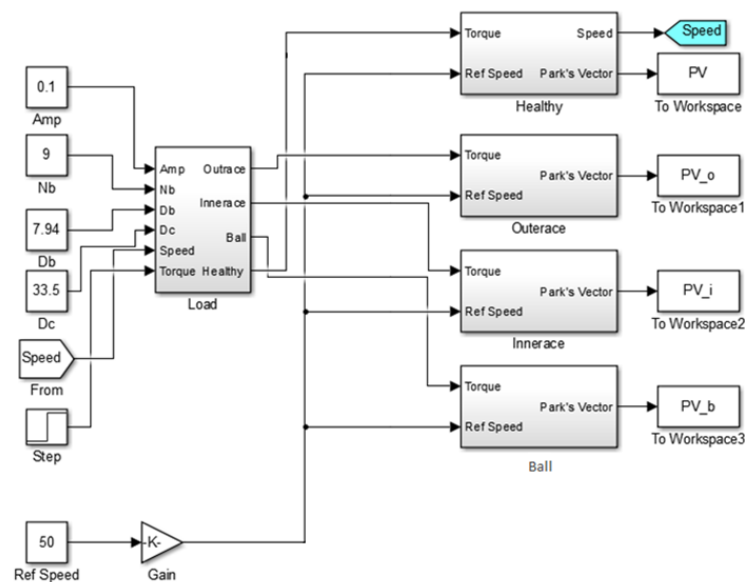 0.1
Amp
9
Nb
7.94
Db
33.5
Dc
Speed
From
Step
50
Ref Speed
-K-
Gain
Amp
Nb
Db
Dc
Speed
Torque
Outrace
Innerace
Ball
Healthy
Load
Torque
Ref Speed
Speed
Park's Vector
Healthy
Speed
PV
To Workspace
Torque
Ref Speed
Park's Vector
Outerace
PV_o
To Workspace1
Torque
Ref Speed
Park's Vector
Innerace
PV_i
To Workspace2
Torque
Ref Speed
Park's Vector
Ball
PV_b
To Workspace3